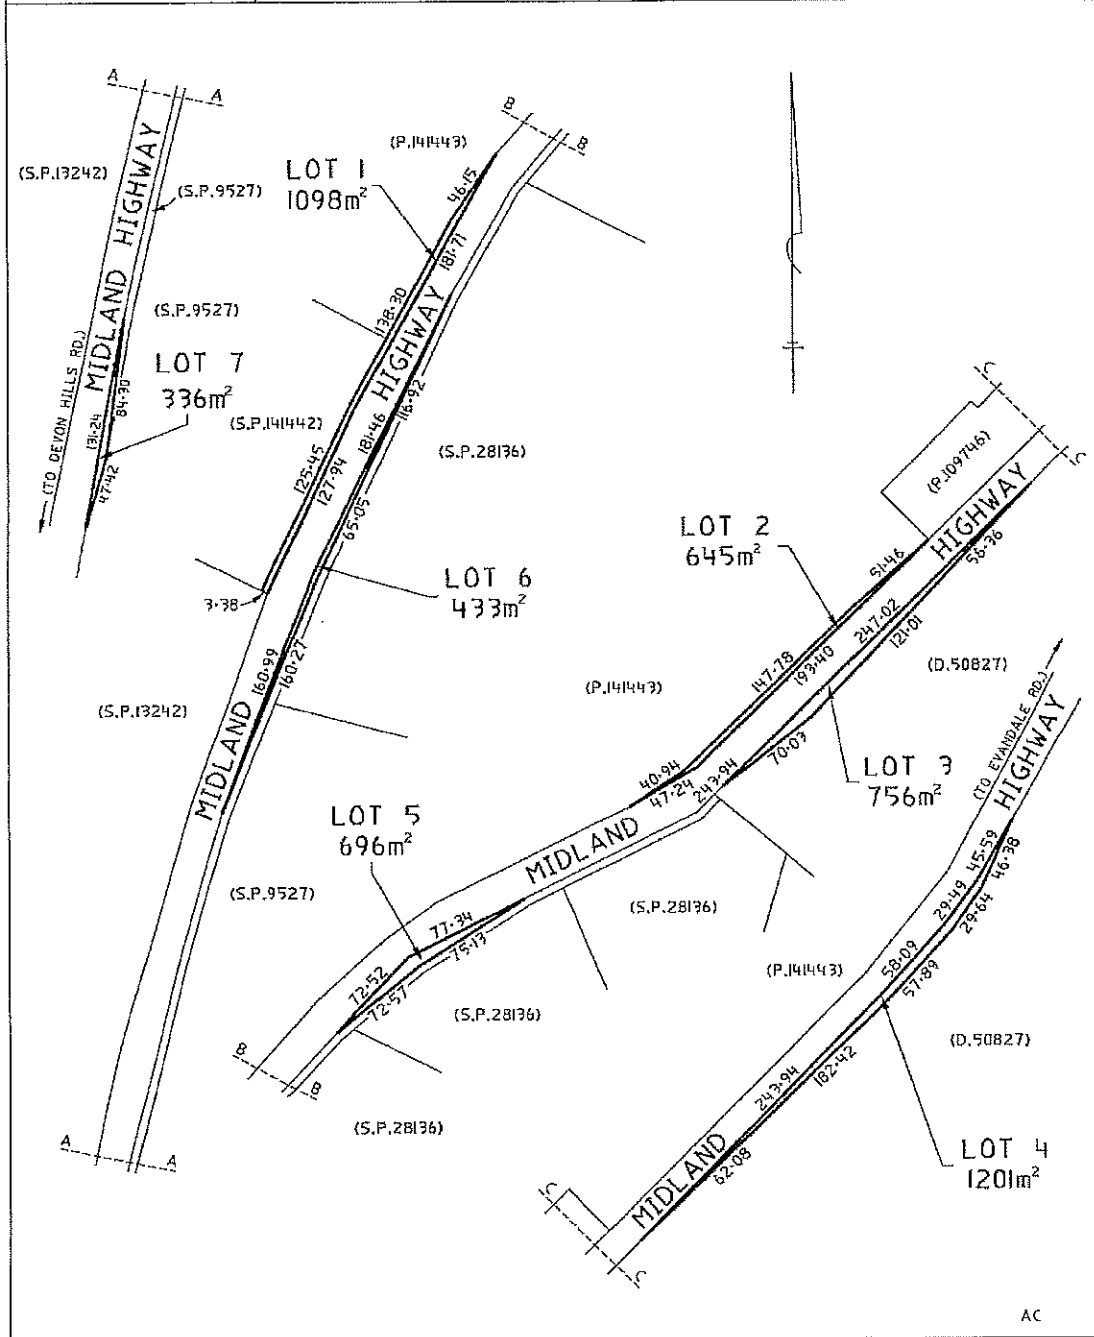 A
A
(S.P.13242)
(S.P.9527)
MIDLAND HIGHWAY
(S.P.9527)
LOT 7
336m²
(TO DEVON HILLS RD.)
131·24
84·30
47·42
B
B
(P.141443)
LOT 1
1098m²
46·15
181·71
138·30
HIGHWAY
(S.P.141442)
181·46
116·92
(S.P.28136)
125·45
127·94
65·05
LOT 6
433m²
3·38
160·99
160·27
(S.P.13242)
MIDLAND
(S.P.9527)
A
A
C
C
(P.109746)
HIGHWAY
LOT 2
645m²
51·46
56·36
247·02
121·01
147·78
193·40
(P.141443)
(D.50827)
LOT 3
756m²
40·94
47·24
243·94
70·03
MIDLAND
LOT 5
696m²
77·34
75·13
72·52
72·57
(S.P.28136)
(S.P.28136)
(S.P.28136)
B
B
(TO EVANDALE RD.)
HIGHWAY
45·59
46·38
29·49
29·64
58·09
57·89
(P.141443)
(D.50827)
243·94
182·42
LOT 4
1201m²
MIDLAND
62·08
C
C
AC